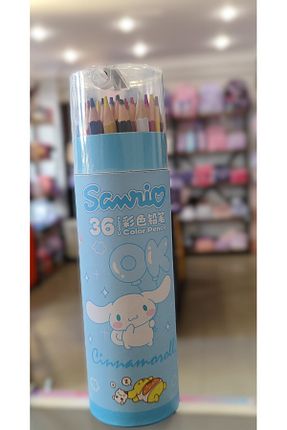 Sanrio
36 彩色铅笔
Color Pencil
OK
Cinnamoroll